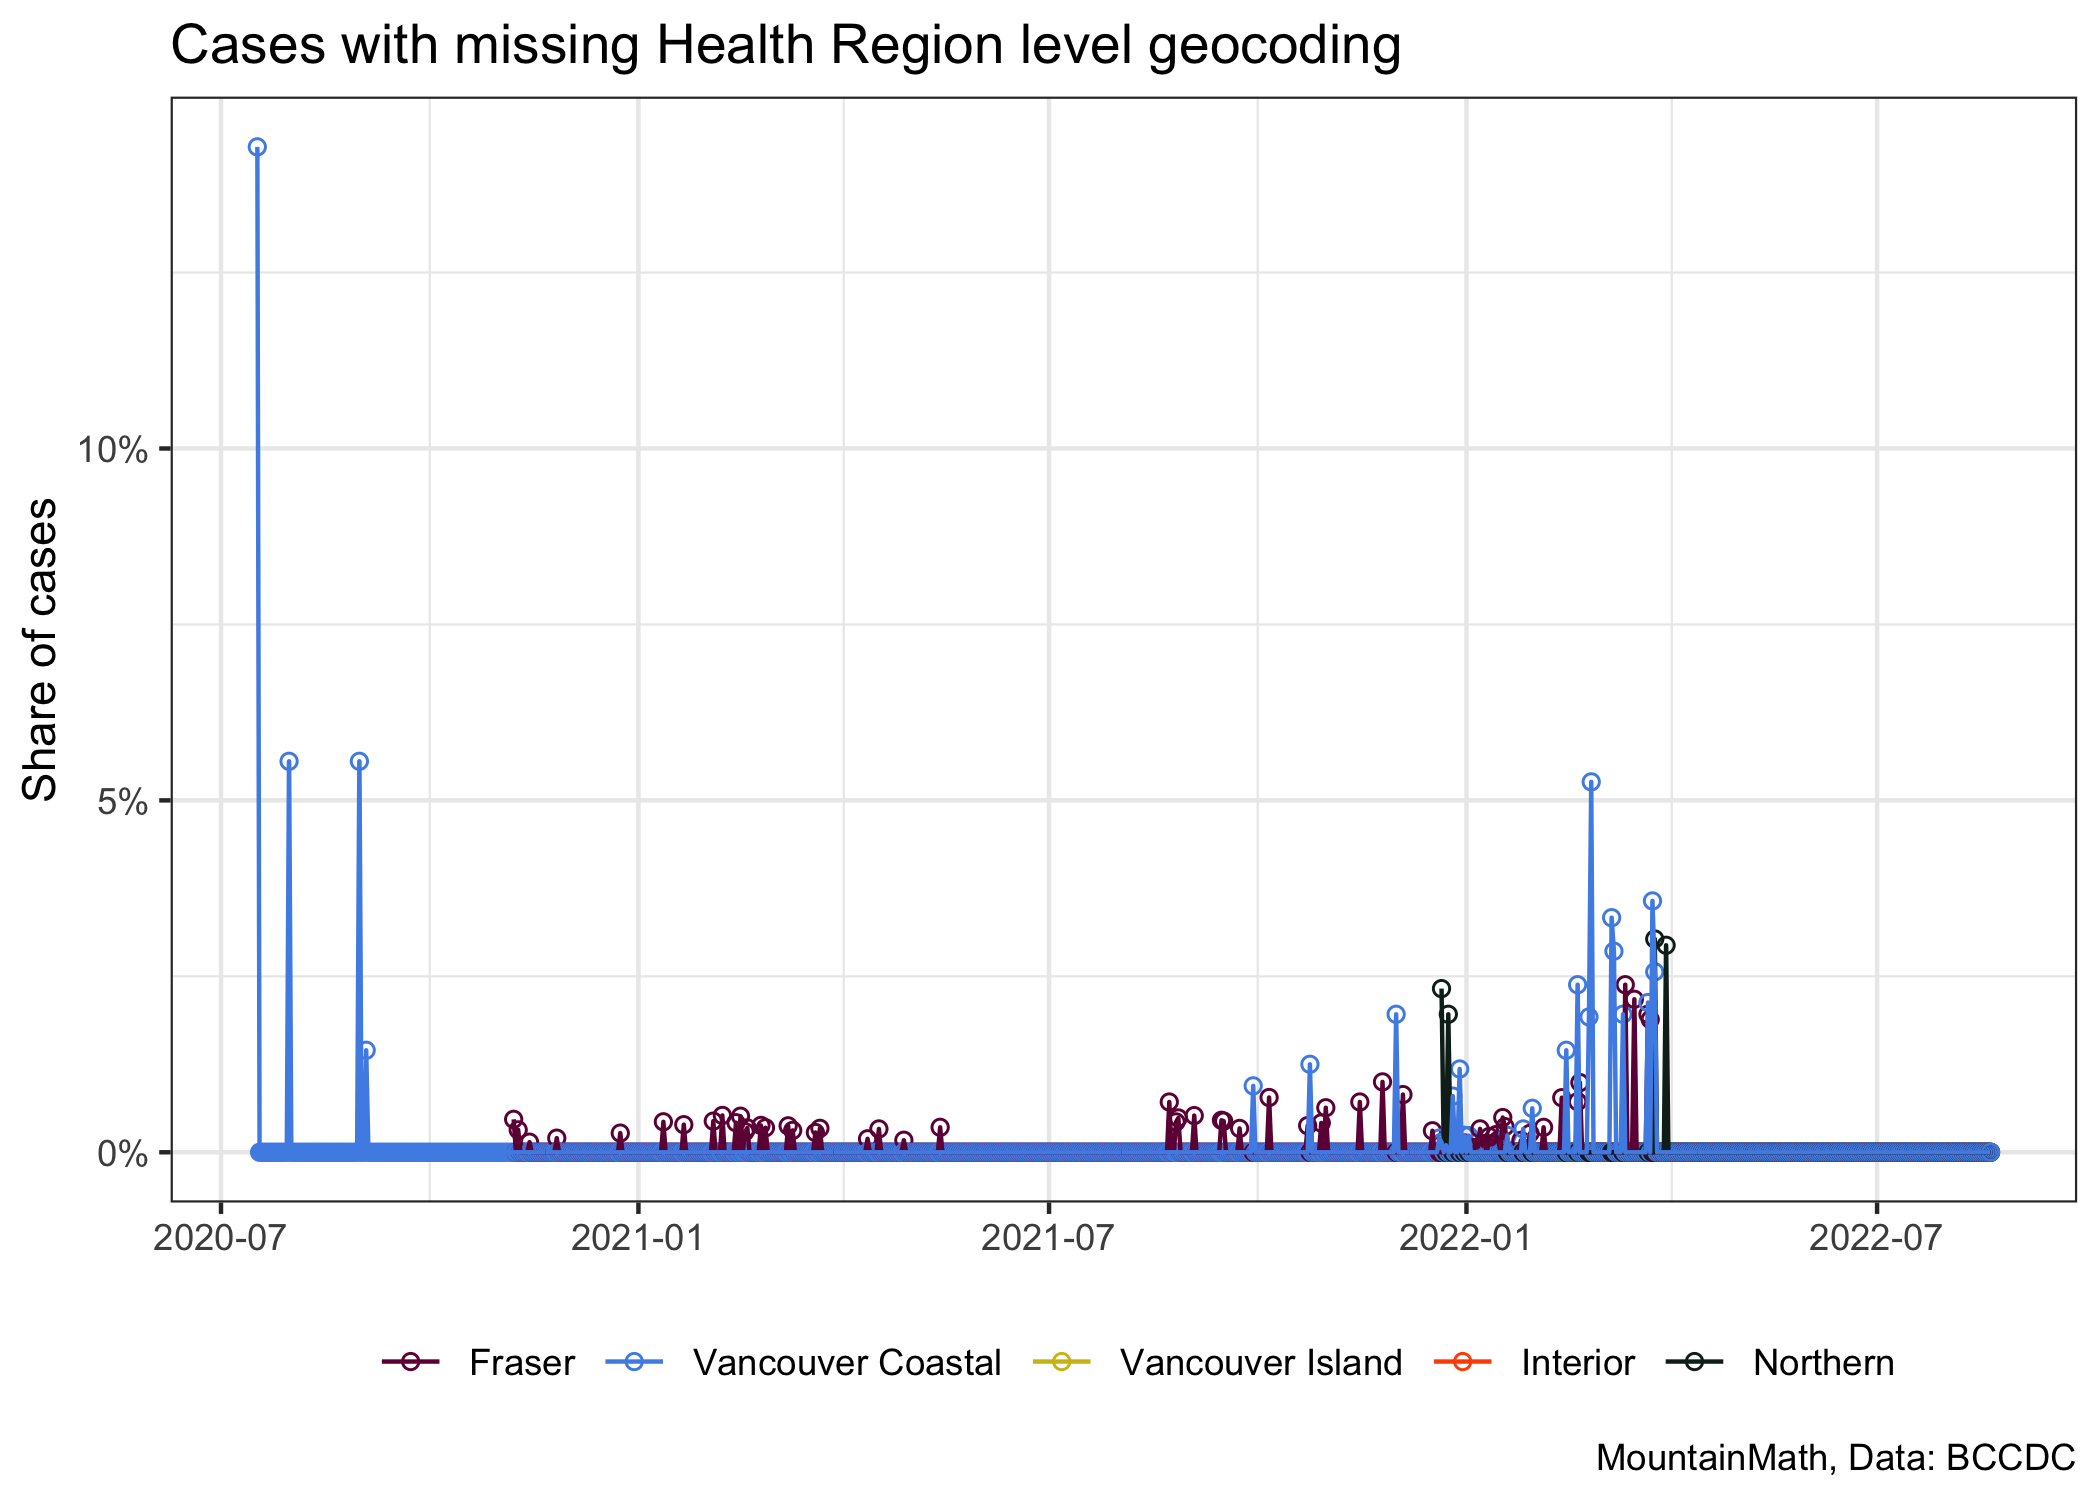 Cases with missing Health Region level geocoding
Share of cases
10%
5%
0%
2020-07
2021-01
2021-07
2022-01
2022-07
Fraser
Vancouver Coastal
Vancouver Island
Interior
Northern
MountainMath, Data: BCCDC